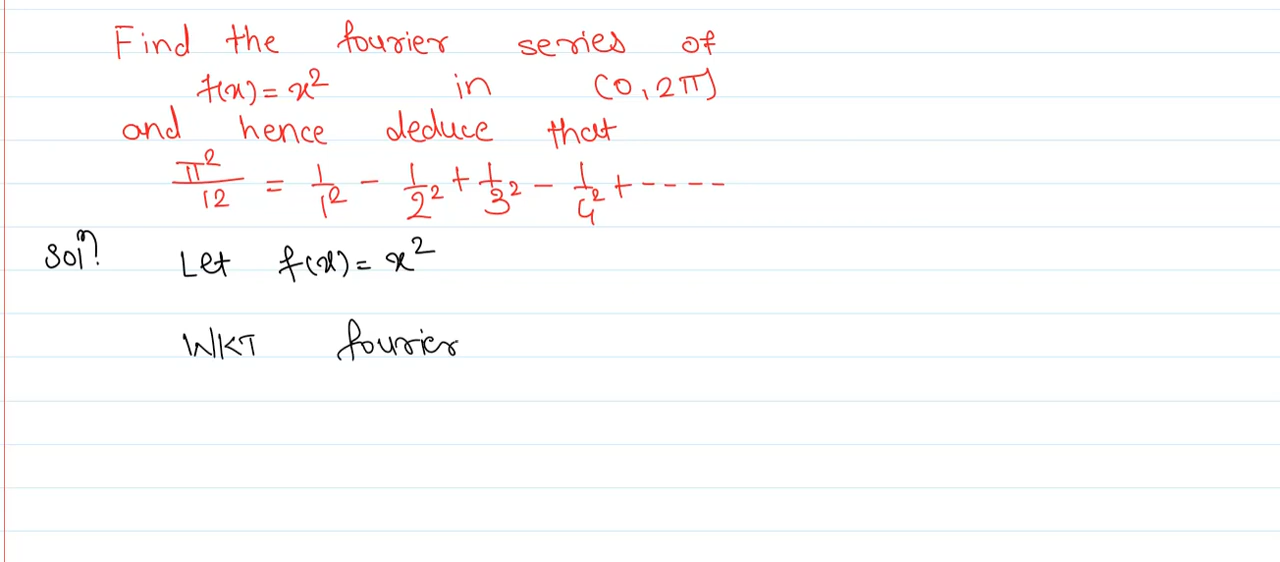 Find the fourier series of
f(x) = x² in (0, 2π)
and hence deduce that
π²/12 = 1/1² - 1/2² + 1/3² - 1/4² + ----
Solⁿ. Let f(x) = x²
WKT fourier